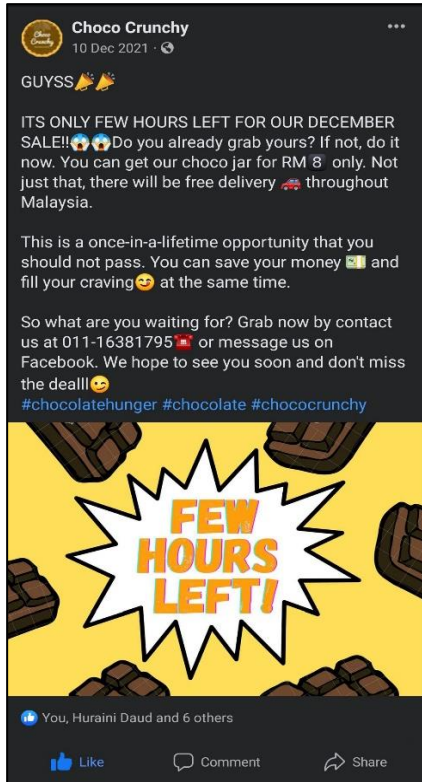 Choco Crunchy
Choco Crunchy
10 Dec 2021 ·
GUYSS🎉🎉
ITS ONLY FEW HOURS LEFT FOR OUR DECEMBER
SALE!!😱😱Do you already grab yours? If not, do it
now. You can get our choco jar for RM8️⃣ only. Not
just that, there will be free delivery 🚗 throughout
Malaysia.
This is a once-in-a-lifetime opportunity that you
should not pass. You can save your money 💵 and
fill your craving😋 at the same time.
So what are you waiting for? Grab now by contact
us at 011-16381795☎️ or message us on
Facebook. We hope to see you soon and don't miss
the dealll😉
#chocolatehunger #chocolate #chococrunchy
FEW
HOURS
LEFT!
You, Huraini Daud and 6 others
Like Comment Share